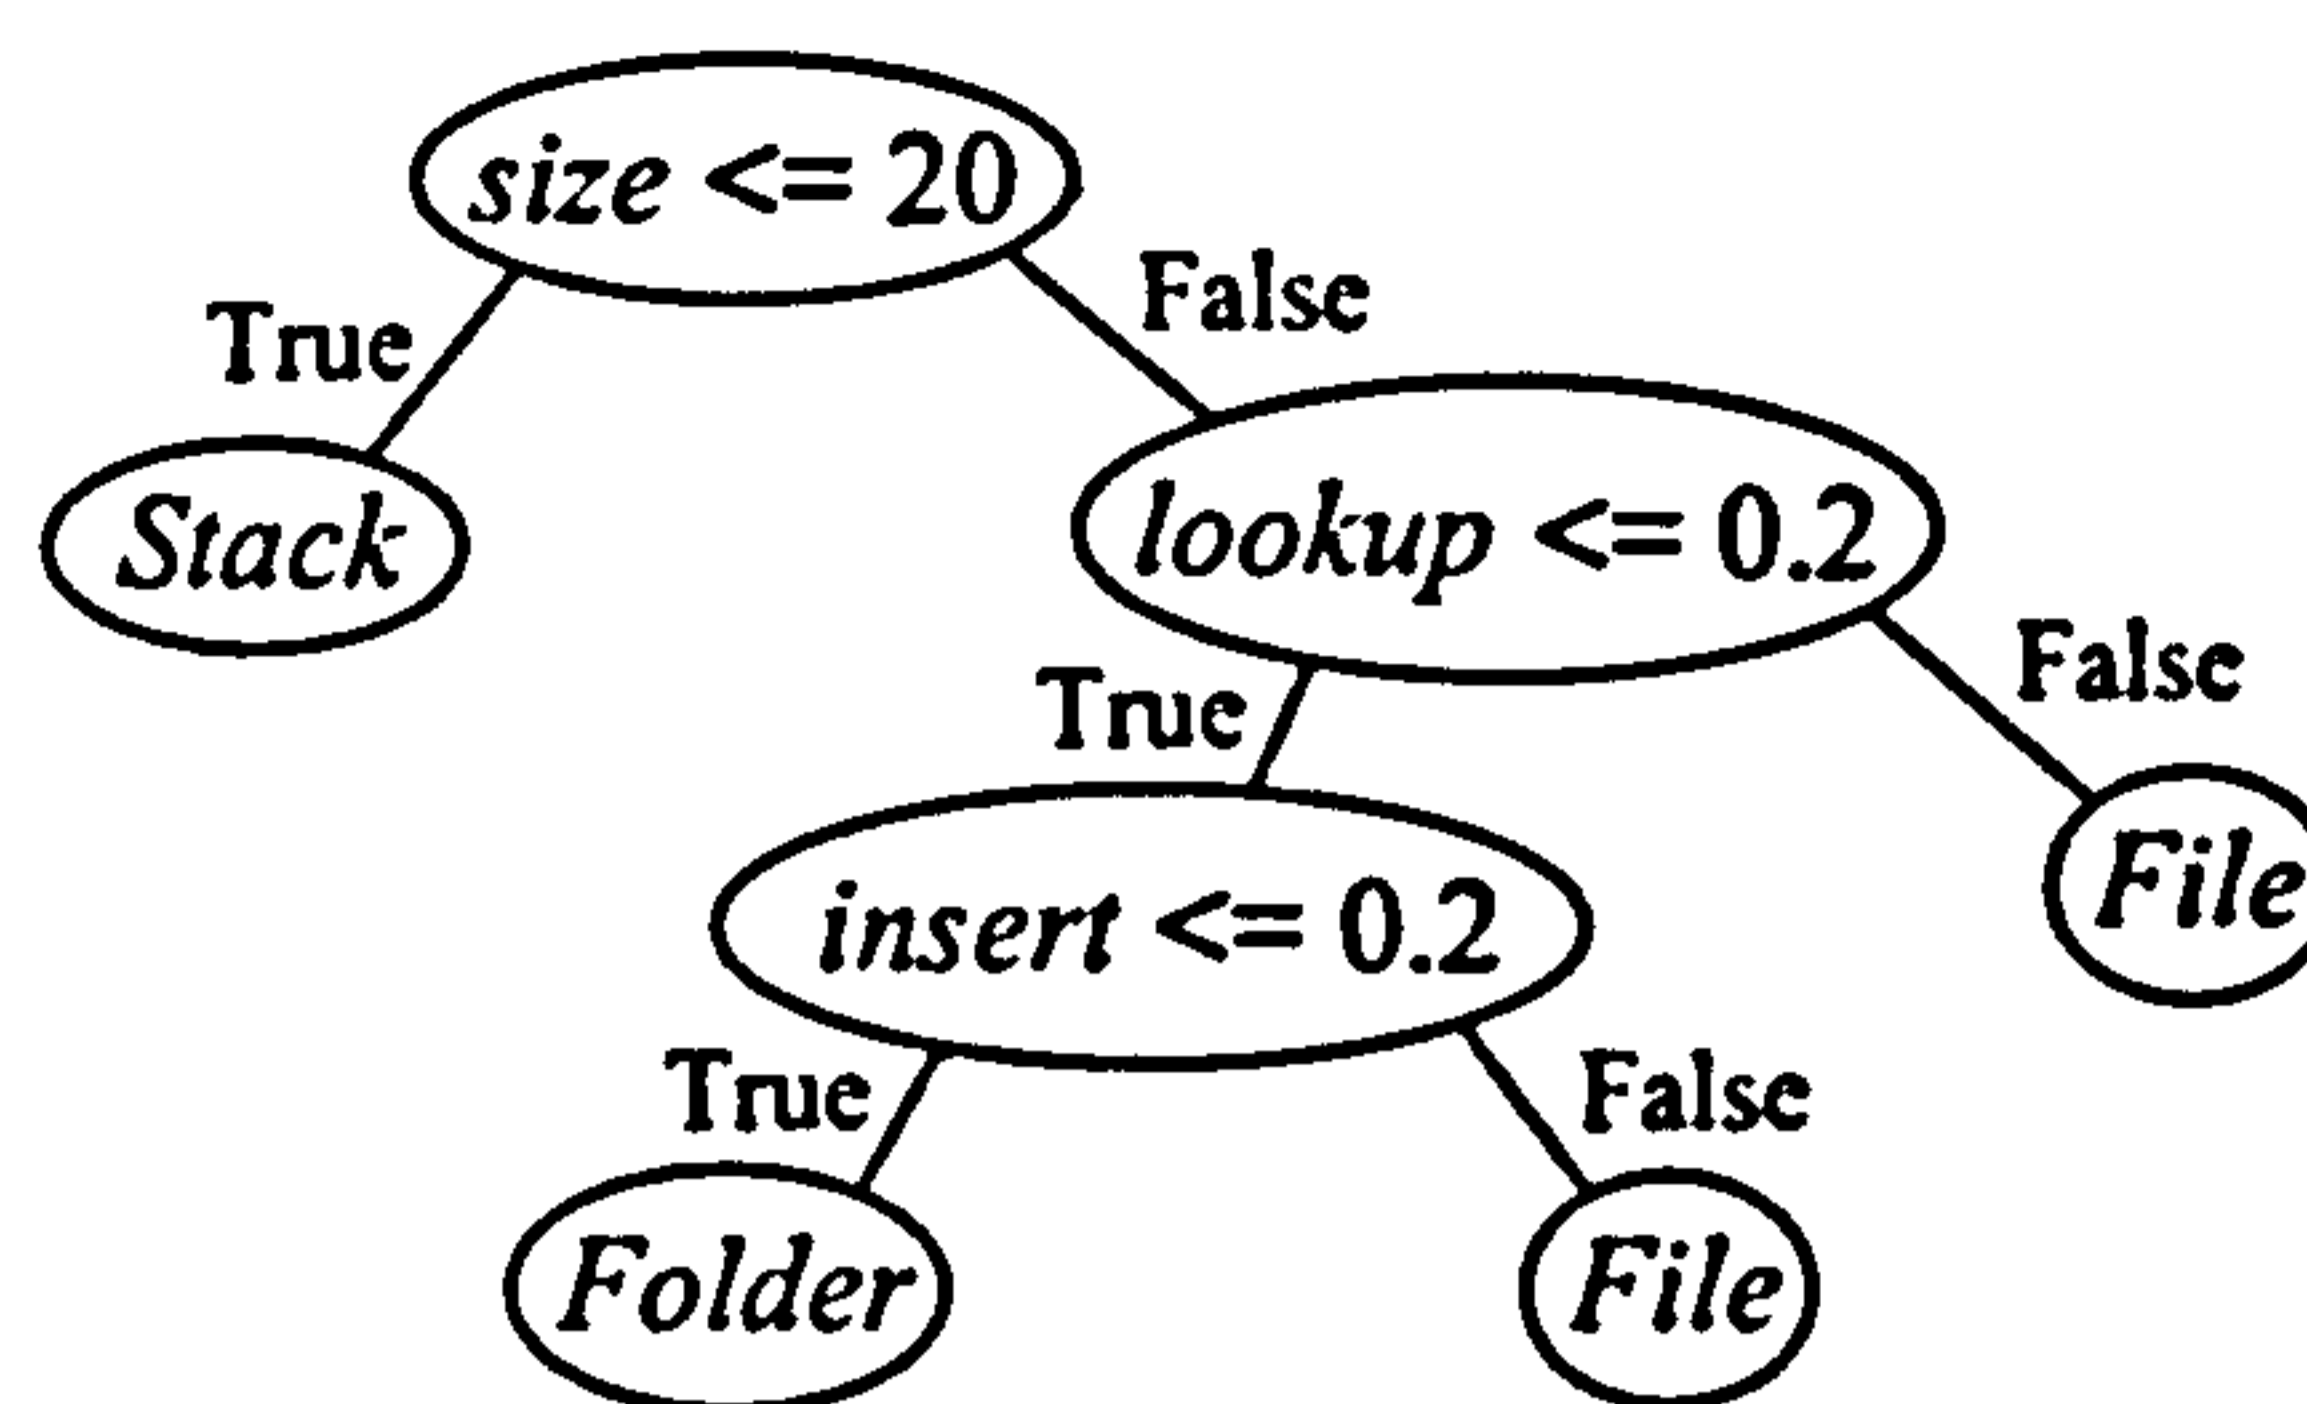 size <= 20
True
False
Stack
lookup <= 0.2
True
False
insert <= 0.2
File
True
False
Folder
File